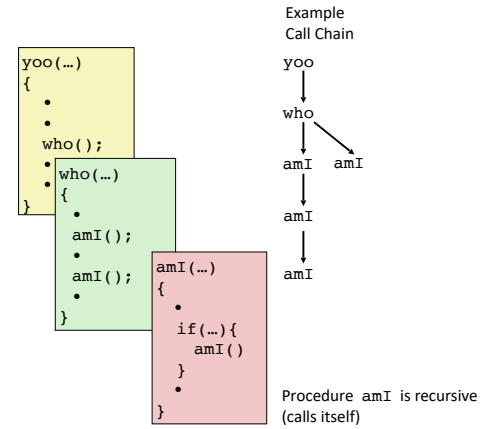 yoo(…)
{
•
•
who();
•
•
}
who(…)
{
•
amI();
•
amI();
•
}
amI(…)
{
•
if(…){
amI()
}
•
}
Example
Call Chain
yoo
who
amI amI
amI
amI
Procedure amI is recursive
(calls itself)